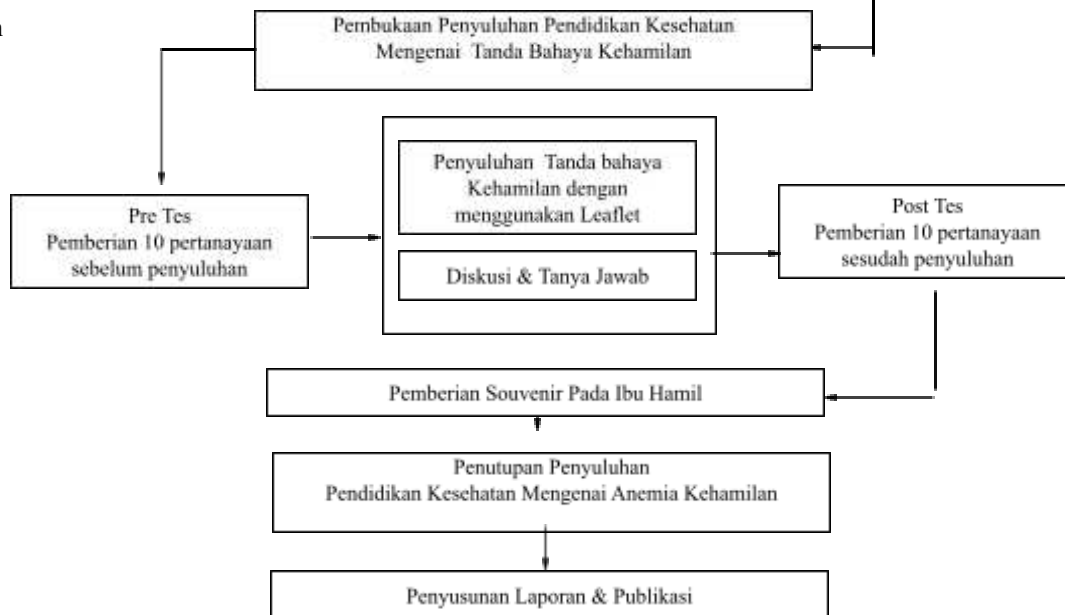 Pembukaan Penyuluhan Pendidikan Kesehatan
Mengenai Tanda Bahaya Kehamilan
Pre Tes
Pemberian 10 pertanayaan
sebelum penyuluhan
Penyuluhan Tanda bahaya
Kehamilan dengan
menggunakan Leaflet
Diskusi & Tanya Jawab
Post Tes
Pemberian 10 pertanayaan
sesudah penyuluhan
Pemberian Souvenir Pada Ibu Hamil
Penutupan Penyuluhan
Pendidikan Kesehatan Mengenai Anemia Kehamilan
Penyusunan Laporan & Publikasi